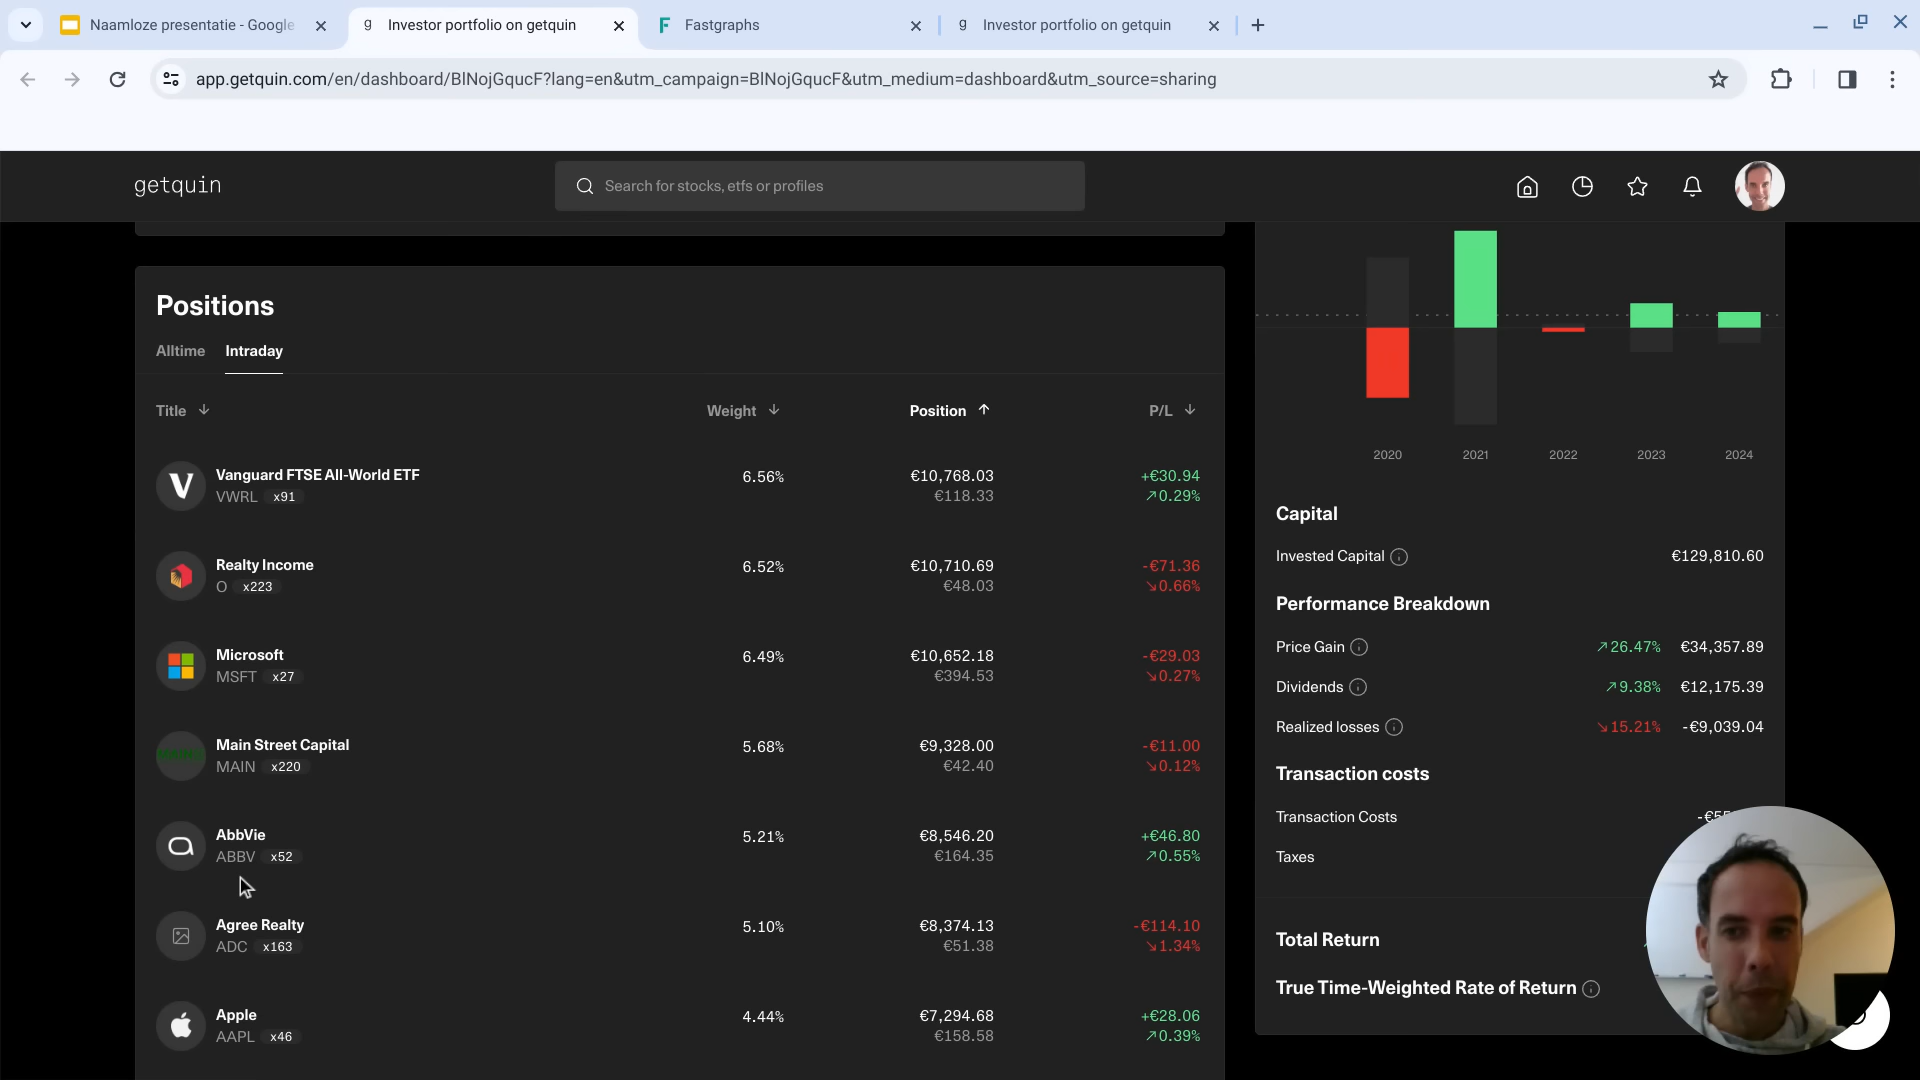 Naamloze presentatie - Google
g Investor portfolio on getquin
Fastgraphs
g Investor portfolio on getquin
app.getquin.com/en/dashboard/BlNojGqucF?lang=en&utm_campaign=BlNojGqucF&utm_medium=dashboard&utm_source=sharing
getquin
Search for stocks, etfs or profiles
Positions
Alltime Intraday
Title ↓ Weight ↓ Position ↑ P/L ↓
Vanguard FTSE All-World ETF 6.56% €10,768.03 +€30.94
VWRL x91 €118.33 ↗0.29%
Realty Income 6.52% €10,710.69 -€71.36
O x223 €48.03 ↘0.66%
Microsoft 6.49% €10,652.18 -€29.03
MSFT x27 €394.53 ↘0.27%
Main Street Capital 5.68% €9,328.00 -€11.00
MAIN x220 €42.40 ↘0.12%
AbbVie 5.21% €8,546.20 +€46.80
ABBV x52 €164.35 ↗0.55%
Agree Realty 5.10% €8,374.13 -€114.10
ADC x163 €51.38 ↘1.34%
Apple 4.44% €7,294.68 +€28.06
AAPL x46 €158.58 ↗0.39%
2020 2021 2022 2023 2024
Capital
Invested Capital €129,810.60
Performance Breakdown
Price Gain ↗26.47% €34,357.89
Dividends ↗9.38% €12,175.39
Realized losses ↘15.21% -€9,039.04
Transaction costs
Transaction Costs
Taxes
Total Return
True Time-Weighted Rate of Return